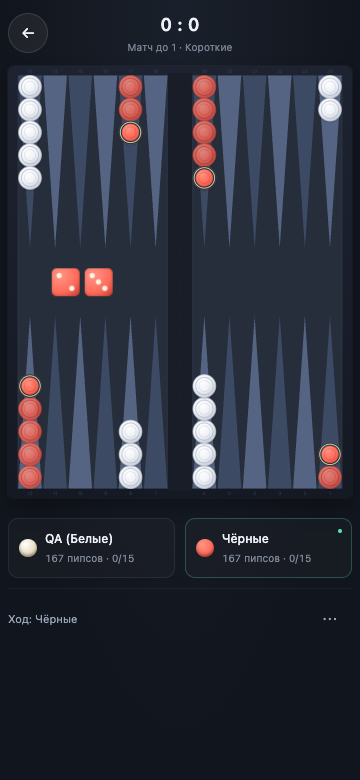 0 : 0
Матч до 1 · Короткие
QA (Белые)
167 пипсов · 0/15
Чёрные
167 пипсов · 0/15
Ход: Чёрные